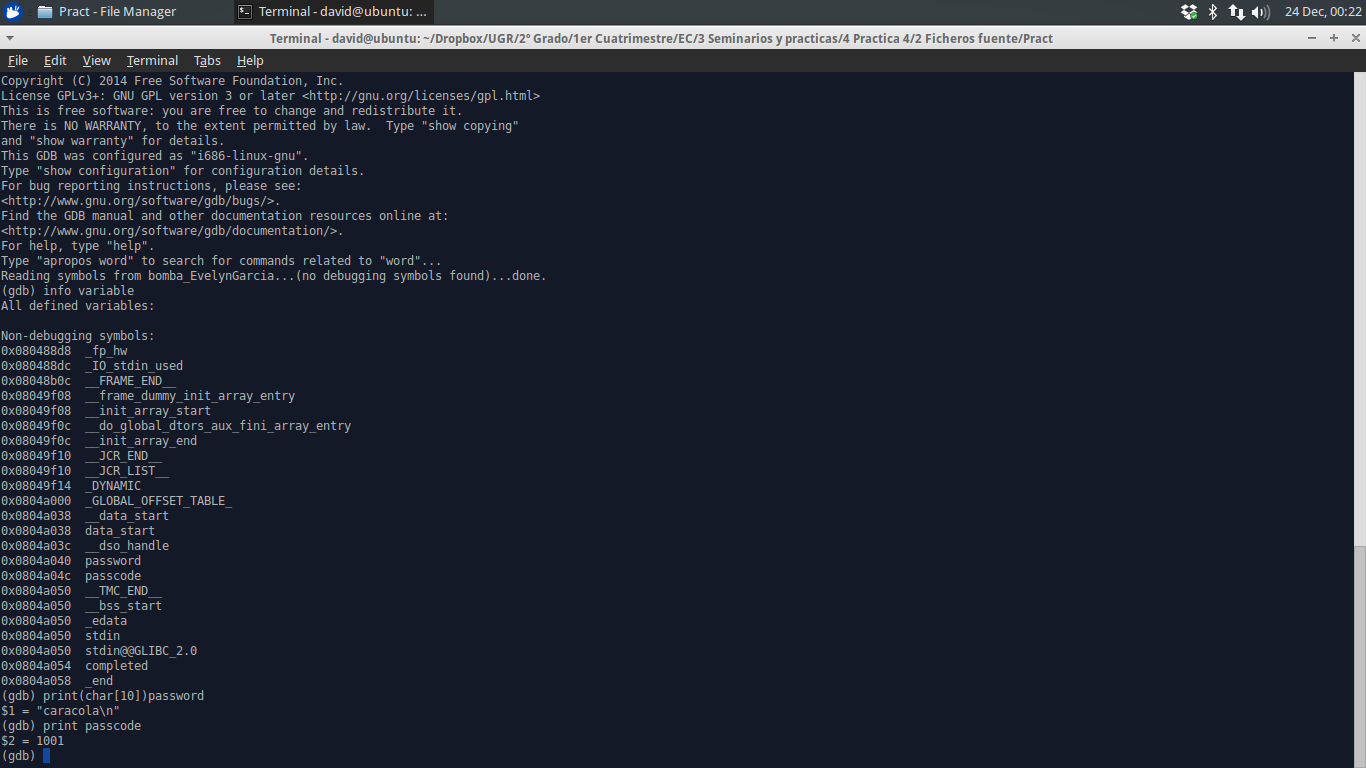 Pract - File Manager
Terminal - david@ubuntu: ...
24 Dec, 00:22
Terminal - david@ubuntu: ~/Dropbox/UGR/2º Grado/1er Cuatrimestre/EC/3 Seminarios y practicas/4 Practica 4/2 Ficheros fuente/Pract
File Edit View Terminal Tabs Help
Copyright (C) 2014 Free Software Foundation, Inc.
License GPLv3+: GNU GPL version 3 or later <http://gnu.org/licenses/gpl.html>
This is free software: you are free to change and redistribute it.
There is NO WARRANTY, to the extent permitted by law.  Type "show copying"
and "show warranty" for details.
This GDB was configured as "i686-linux-gnu".
Type "show configuration" for configuration details.
For bug reporting instructions, please see:
<http://www.gnu.org/software/gdb/bugs/>.
Find the GDB manual and other documentation resources online at:
<http://www.gnu.org/software/gdb/documentation/>.
For help, type "help".
Type "apropos word" to search for commands related to "word"...
Reading symbols from bomba_EvelynGarcia...(no debugging symbols found)...done.
(gdb) info variable
All defined variables:
Non-debugging symbols:
0x080488d8  _fp_hw
0x080488dc  _IO_stdin_used
0x08048b0c  __FRAME_END__
0x08049f08  __frame_dummy_init_array_entry
0x08049f08  __init_array_start
0x08049f0c  __do_global_dtors_aux_fini_array_entry
0x08049f0c  __init_array_end
0x08049f10  __JCR_END__
0x08049f10  __JCR_LIST__
0x08049f14  _DYNAMIC
0x0804a000  _GLOBAL_OFFSET_TABLE_
0x0804a038  __data_start
0x0804a038  data_start
0x0804a03c  __dso_handle
0x0804a040  password
0x0804a04c  passcode
0x0804a050  __TMC_END__
0x0804a050  __bss_start
0x0804a050  _edata
0x0804a050  stdin
0x0804a050  stdin@@GLIBC_2.0
0x0804a054  completed
0x0804a058  _end
(gdb) print(char[10])password
$1 = "caracola\n"
(gdb) print passcode
$2 = 1001
(gdb)